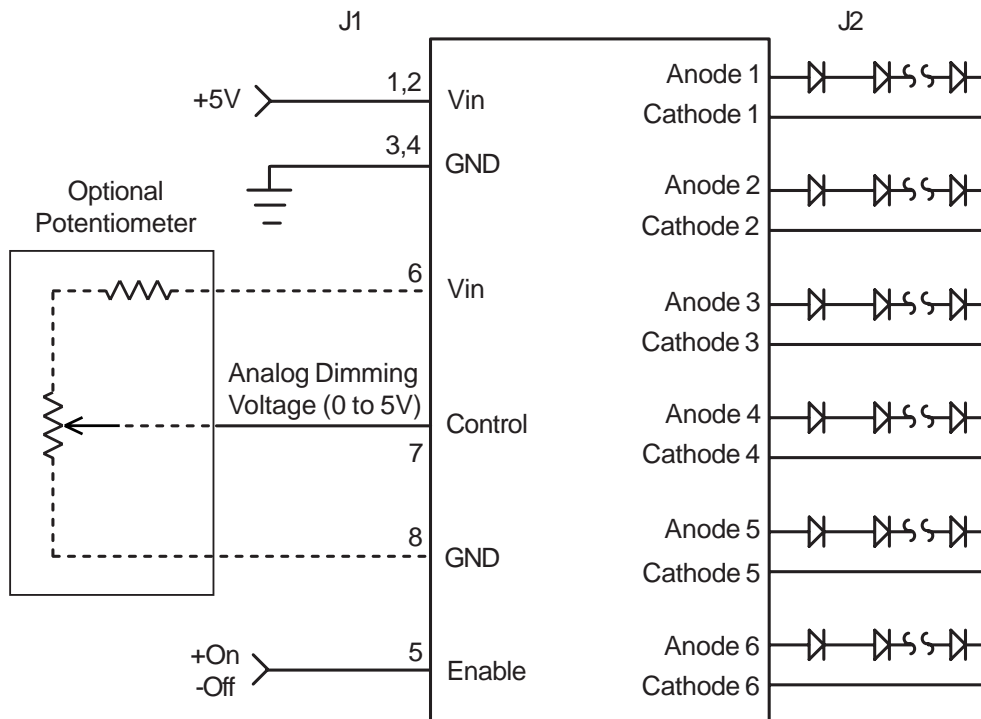 J1
J2
+5V
1,2
Vin
3,4
GND
Optional
Potentiometer
6
Vin
Analog Dimming
Voltage (0 to 5V)
Control
7
8
GND
+On
-Off
5
Enable
Anode 1
Cathode 1
Anode 2
Cathode 2
Anode 3
Cathode 3
Anode 4
Cathode 4
Anode 5
Cathode 5
Anode 6
Cathode 6